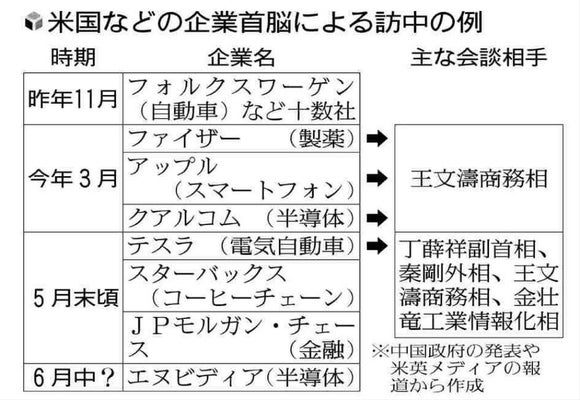 米国などの企業首脳による訪中の例
時期 企業名 主な会談相手
昨年11月 フォルクスワーゲン
（自動車）など十数社
今年3月 ファイザー （製薬） ➡ 王文濤商務相
アップル
（スマートフォン） ➡
クアルコム （半導体） ➡
5月末頃 テスラ （電気自動車） ➡ 丁薛祥副首相、
秦剛外相、王文
濤商務相、金壮
竜工業情報化相
スターバックス
（コーヒーチェーン）
ＪＰモルガン・チェー
ス （金融）
6月中？ エヌビディア（半導体）
※中国政府の発表や
米英メディアの報
道から作成